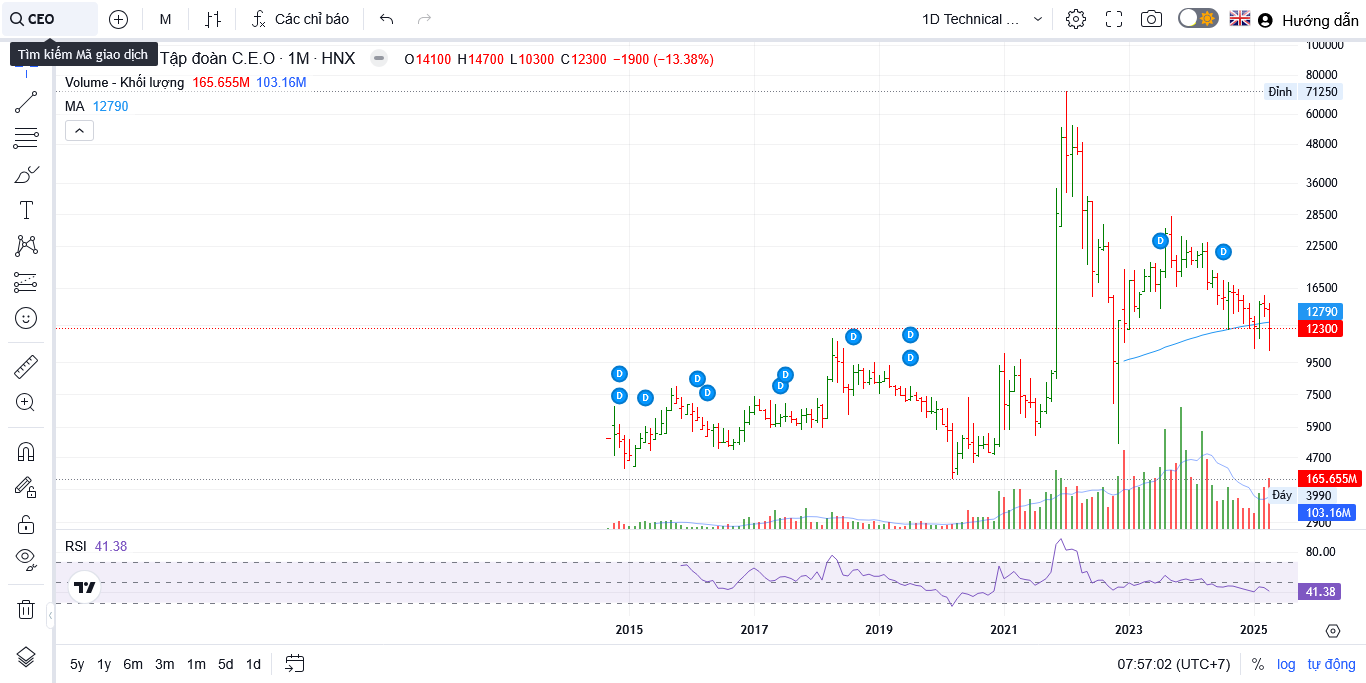 CEO
M
Các chỉ báo
1D Technical ...
Hướng dẫn
Tìm kiếm Mã giao dịch
Tập đoàn C.E.O · 1M · HNX
O14100 H14700 L10300 C12300 −1900 (−13.38%)
Volume - Khối lượng 165.655M 103.16M
MA 12790
100000
80000
Đỉnh 71250
60000
48000
36000
28500
22500
16500
12790
12300
9500
7500
5900
4700
165.655M
Đáy 3990
103.16M
2900
D
D
D
D
D
D
D
D
D
D
D
D
RSI 41.38
80.00
41.38
2015 2017 2019 2021 2023 2025
5y 1y 6m 3m 1m 5d 1d
07:57:02 (UTC+7) % log tự động